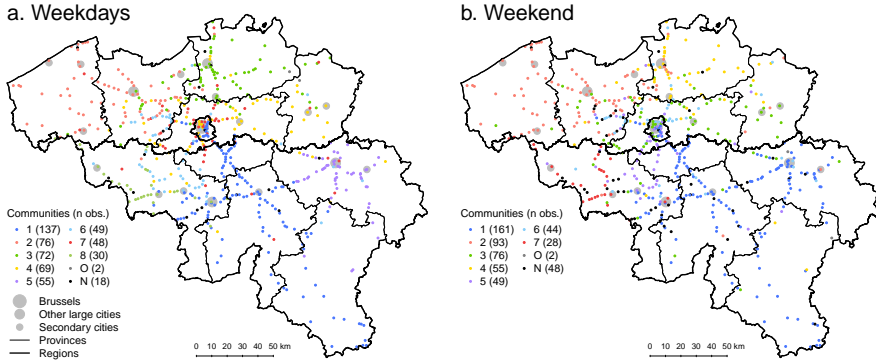 a. Weekdays
Communities (n obs.)
1 (137) 6 (49)
2 (76) 7 (48)
3 (72) 8 (30)
4 (69) O (2)
5 (55) N (18)
Brussels
Other large cities
Secondary cities
Provinces
Regions
0 10 20 30 40 50 km
b. Weekend
Communities (n obs.)
1 (161) 6 (44)
2 (93) 7 (28)
3 (76) O (2)
4 (55) N (48)
5 (49)
0 10 20 30 40 50 km